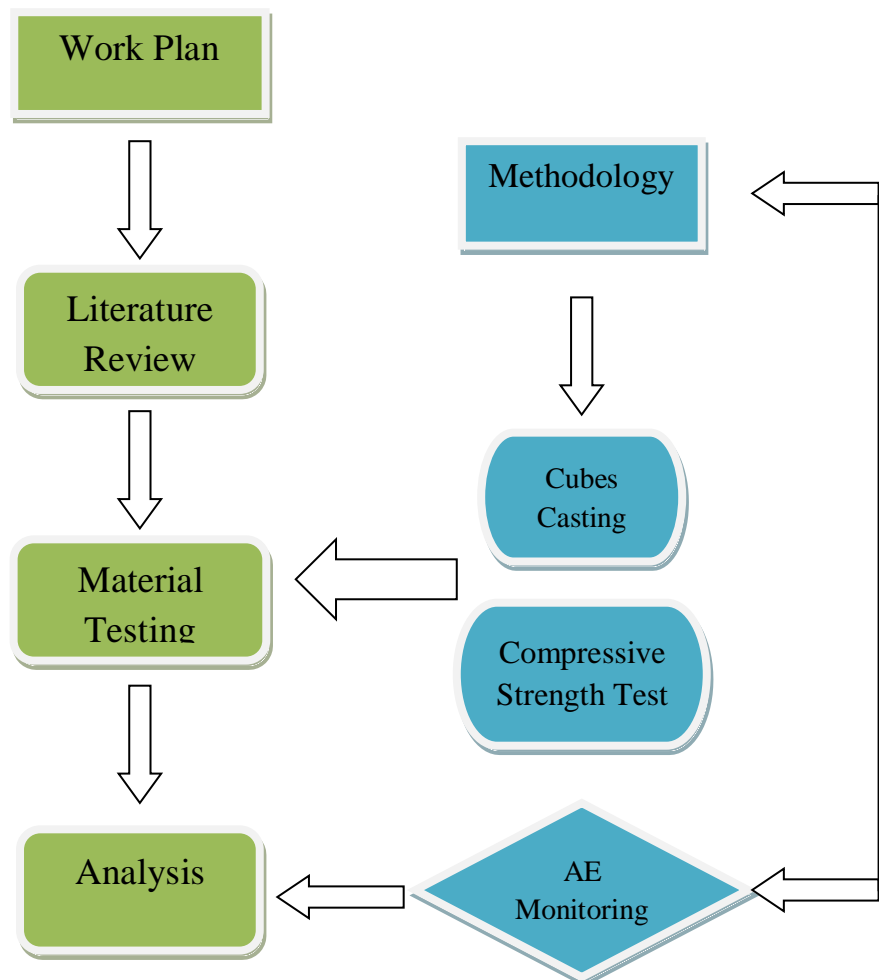 Work Plan
Methodology
Literature
Review
Cubes
Casting
Material
Testing
Compressive
Strength Test
Analysis
AE
Monitoring